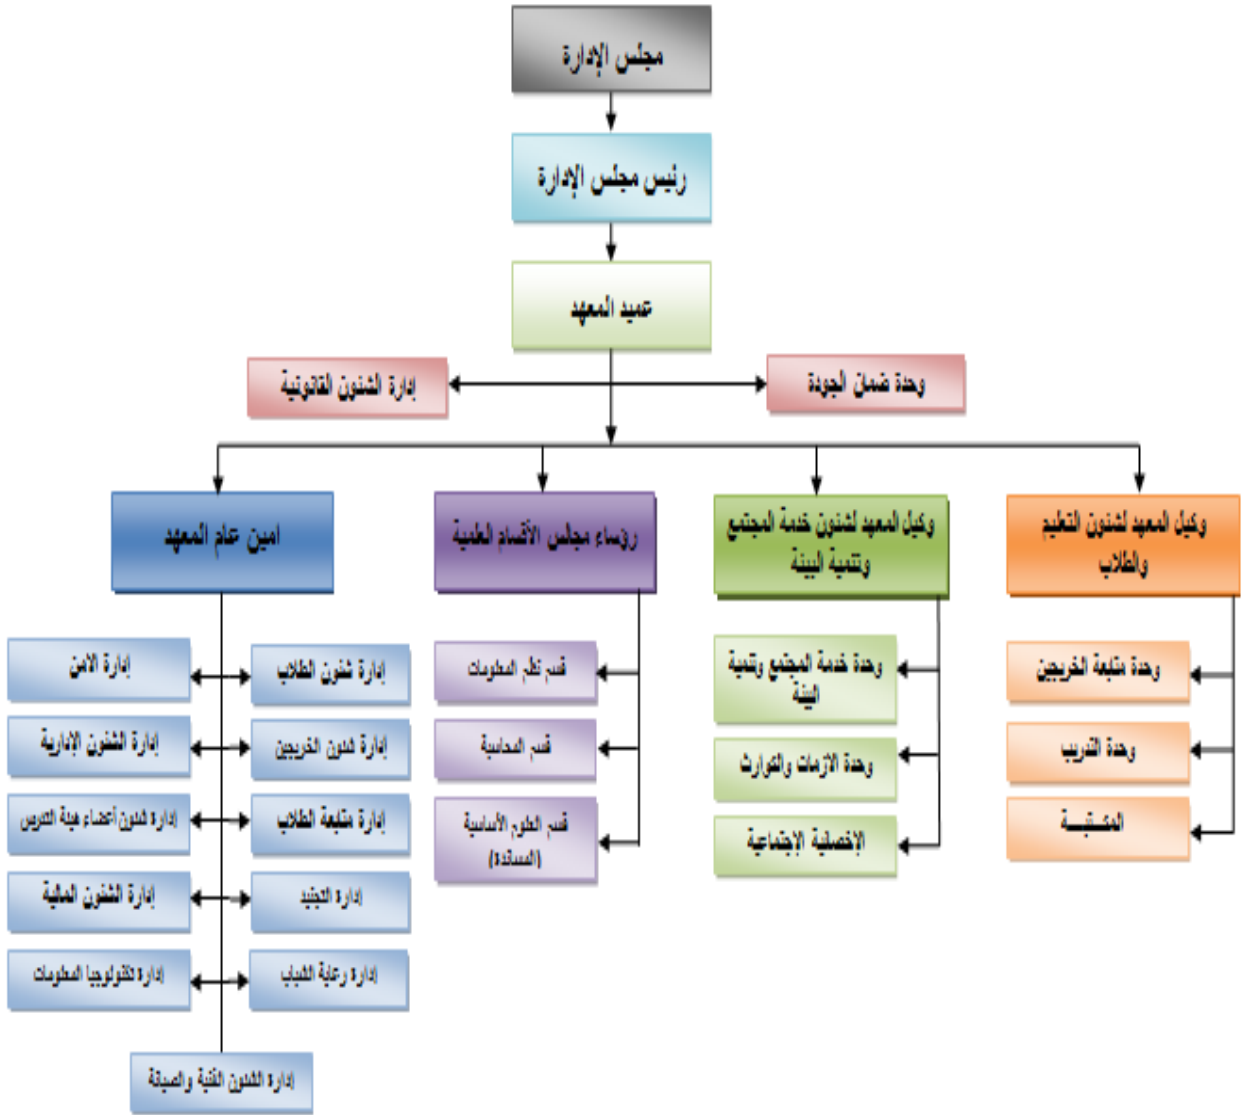 مجلس الإدارة
رئيس مجلس الإدارة
عميد المعهد
وحدة ضمان الجودة
إدارة الشئون القانونية
وكيل المعهد لشئون التعليم
والطلاب
وكيل المعهد لشئون خدمة المجتمع
وتنمية البيئة
رؤساء مجالس الأقسام العلمية
امين عام المعهد
وحدة متابعة الخريجين
وحدة التدريب
المكتبـــة
وحدة خدمة المجتمع وتنمية
البيئة
وحدة الازمات والكوارث
الإخصائية الإجتماعية
قسم نظم المعلومات
قسم المحاسبة
قسم العلوم الأساسية
(المساندة)
إدارة شئون الطلاب
إدارة الامن
إدارة شئون الخريجين
إدارة الشئون الإدارية
إدارة متابعة الطلاب
إدارة شئون أعضاء هيئة التدريس
إدارة التجنيد
إدارة الشئون المالية
إدارة رعاية الشباب
إدارة تكنولوجيا المعلومات
إدارة الشئون الفنية والصيانة